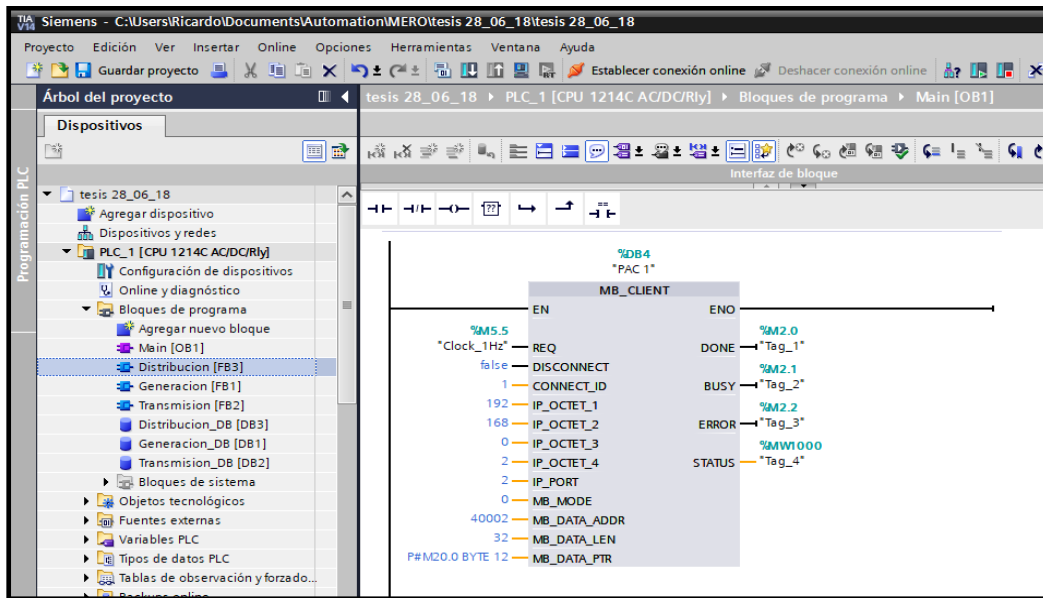 TIA V14 Siemens - C:\Users\Ricardo\Documents\Automation\MERO\tesis 28_06_18\tesis 28_06_18
Proyecto Edición Ver Insertar Online Opciones Herramientas Ventana Ayuda
Guardar proyecto Establecer conexión online Deshacer conexión online
Árbol del proyecto
tesis 28_06_18 PLC_1 [CPU 1214C AC/DC/Rly] Bloques de programa Main [OB1]
Dispositivos
Programación PLC
Interfaz de bloque
tesis 28_06_18
Agregar dispositivo
Dispositivos y redes
PLC_1 [CPU 1214C AC/DC/Rly]
Configuración de dispositivos
Online y diagnóstico
Bloques de programa
Agregar nuevo bloque
Main [OB1]
Distribucion [FB3]
Generacion [FB1]
Transmision [FB2]
Distribucion_DB [DB3]
Generacion_DB [DB1]
Transmision_DB [DB2]
Bloques de sistema
Objetos tecnológicos
Fuentes externas
Variables PLC
Tipos de datos PLC
Tablas de observación y forzado...
Backups online
??
%DB4
"PAC 1"
MB_CLIENT
EN ENO
%M5.5 %M2.0
"Clock_1Hz" REQ DONE "Tag_1"
false DISCONNECT %M2.1
1 CONNECT_ID BUSY "Tag_2"
192 IP_OCTET_1 %M2.2
168 IP_OCTET_2 ERROR "Tag_3"
0 IP_OCTET_3 %MW1000
2 IP_OCTET_4 STATUS "Tag_4"
2 IP_PORT
0 MB_MODE
40002 MB_DATA_ADDR
32 MB_DATA_LEN
P#M20.0 BYTE 12 MB_DATA_PTR